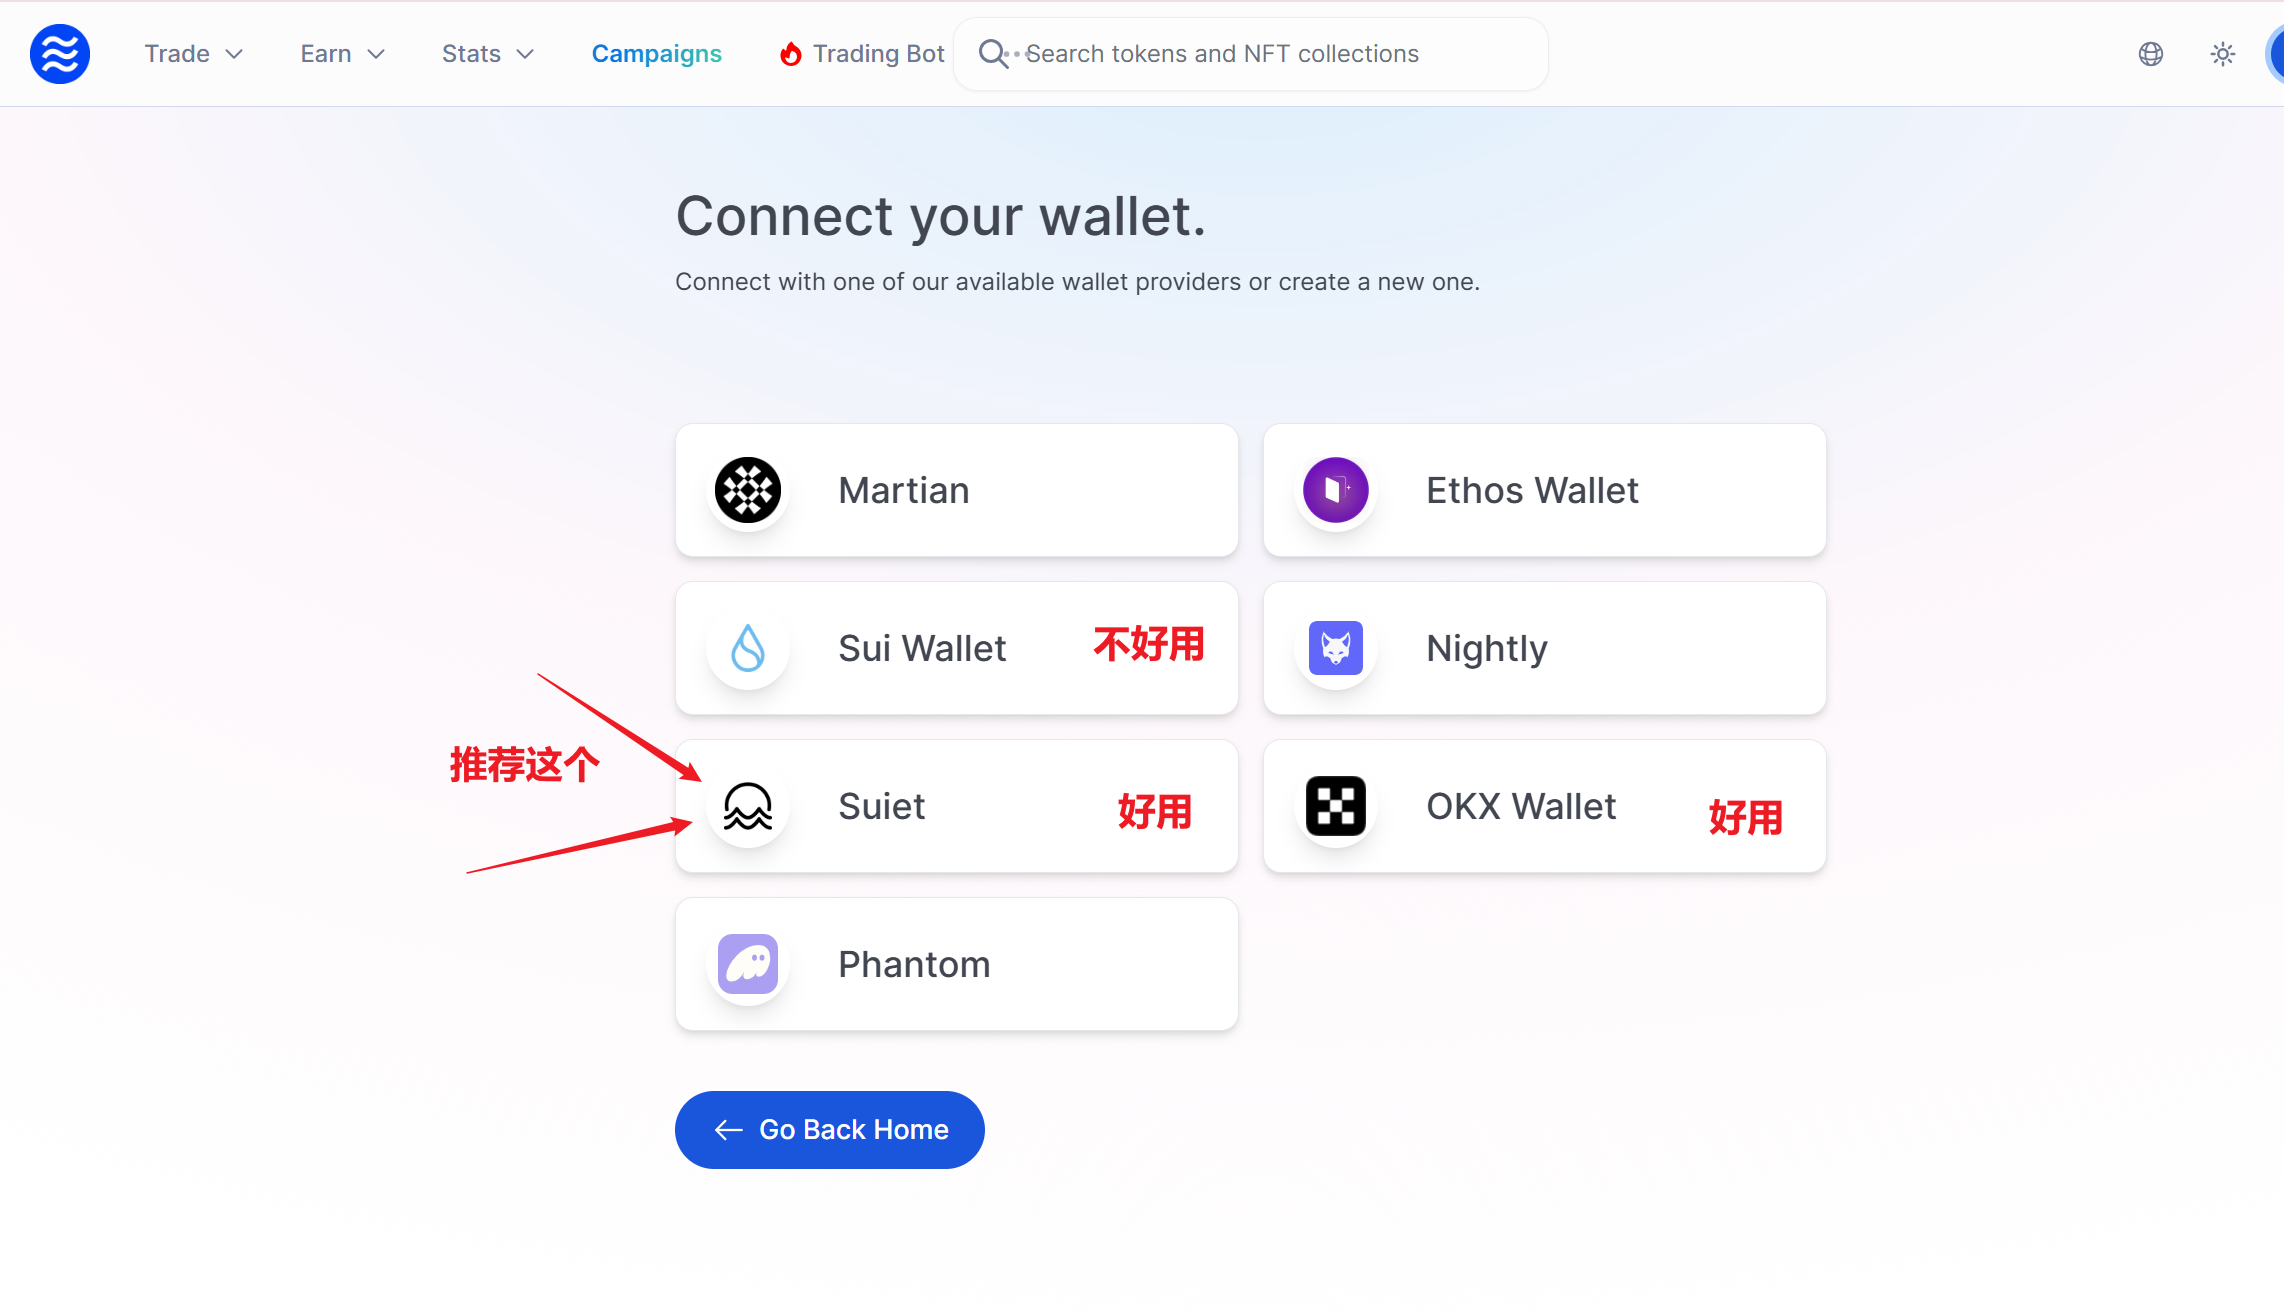 Trade
Earn
Stats
Campaigns
Trading Bot
Search tokens and NFT collections
Connect your wallet.
Connect with one of our available wallet providers or create a new one.
Martian
Ethos Wallet
Sui Wallet
不好用
Nightly
推荐这个
Suiet
好用
OKX Wallet
好用
Phantom
Go Back Home